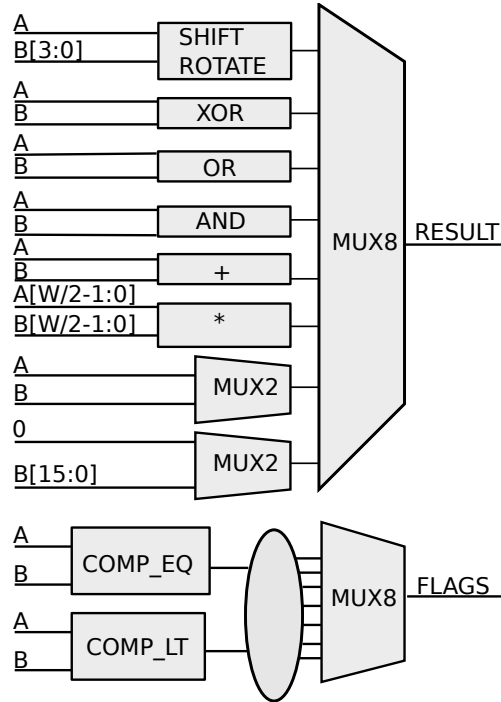 A
B[3:0]
SHIFT
ROTATE
A
B
XOR
A
B
OR
A
B
AND
A
B
+
A[W/2-1:0]
B[W/2-1:0]
*
A
B
MUX2
0
B[15:0]
MUX2
MUX8
RESULT
A
B
COMP_EQ
A
B
COMP_LT
MUX8
FLAGS